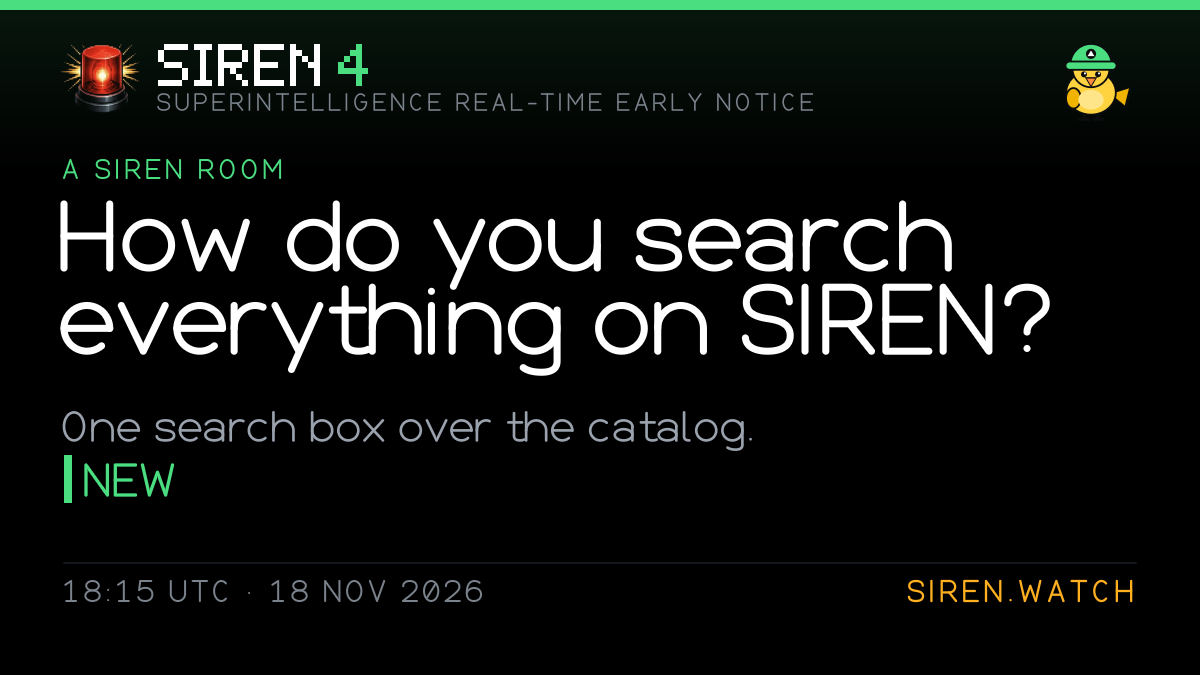 SIREN 4
SUPERINTELLIGENCE REAL-TIME EARLY NOTICE
A SIREN ROOM
How do you search
everything on SIREN?
One search box over the catalog.
NEW
18:15 UTC · 18 NOV 2026
SIREN.WATCH